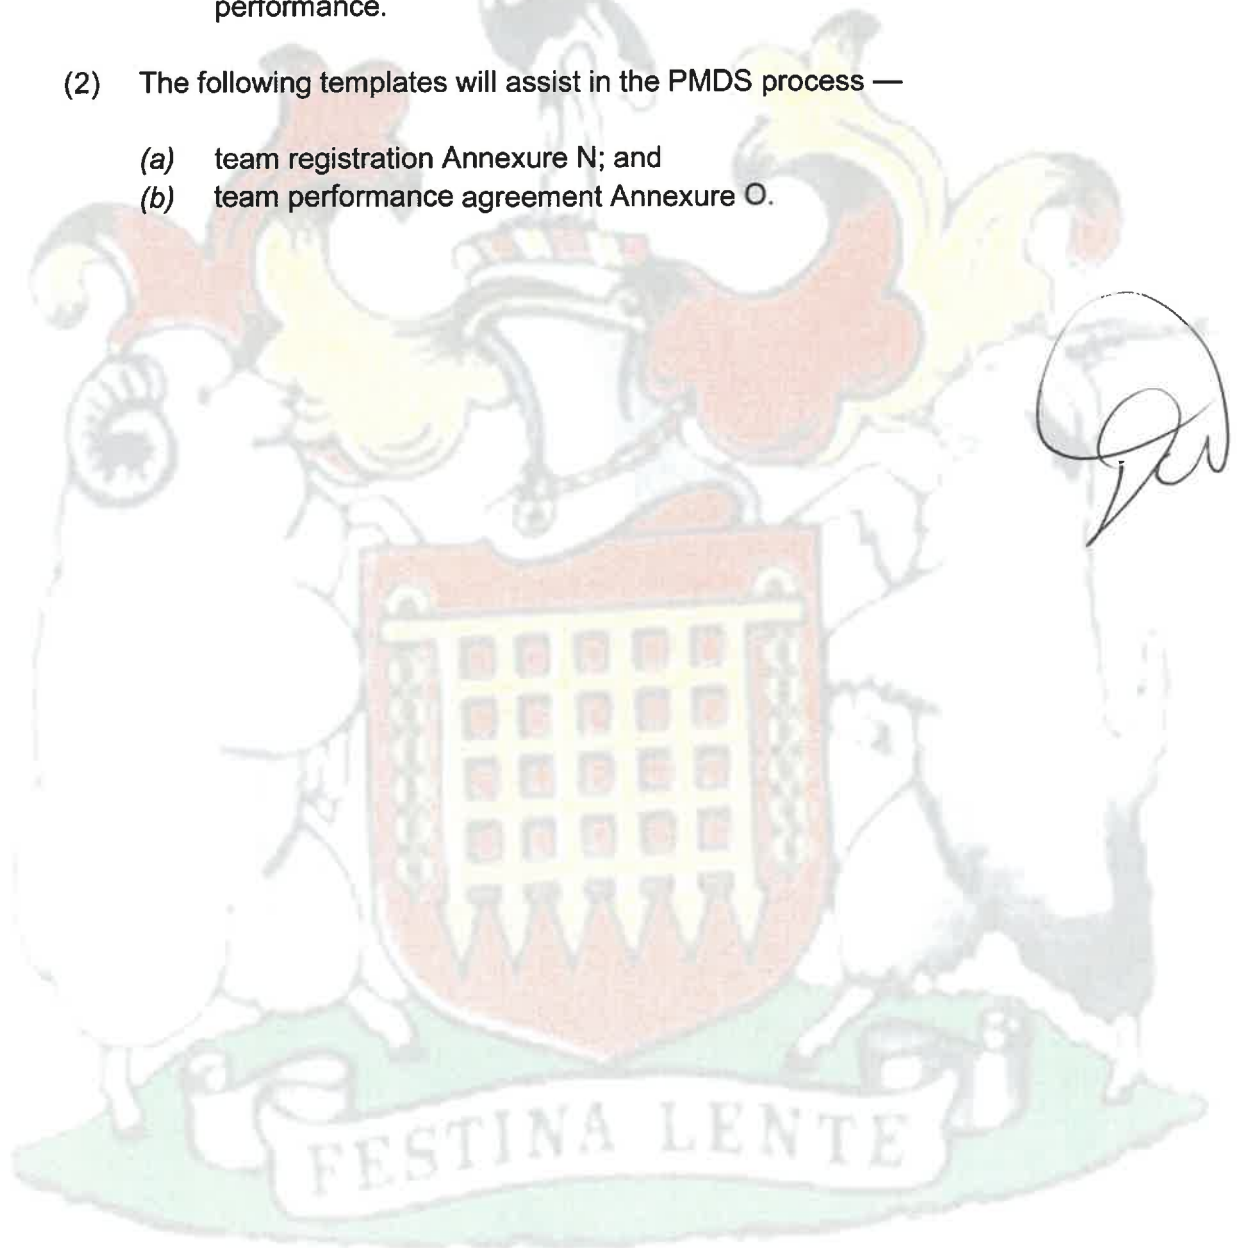 performance.
(2) The following templates will assist in the PMDS process —
(a) team registration Annexure N; and
(b) team performance agreement Annexure O.
FESTINA LENTE